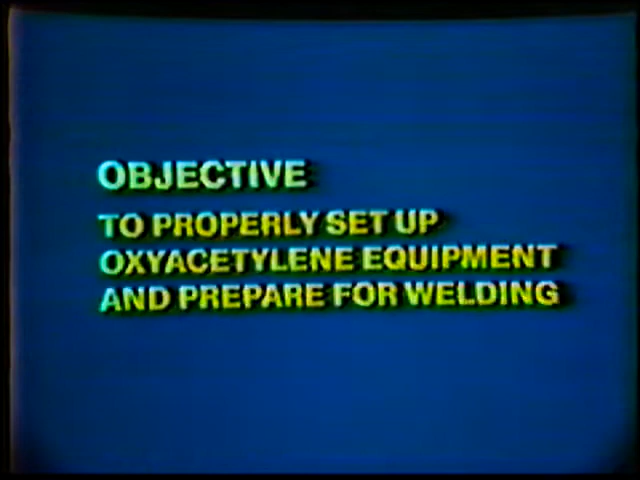 OBJECTIVE
TO PROPERLY SET UP
OXYACETYLENE EQUIPMENT
AND PREPARE FOR WELDING